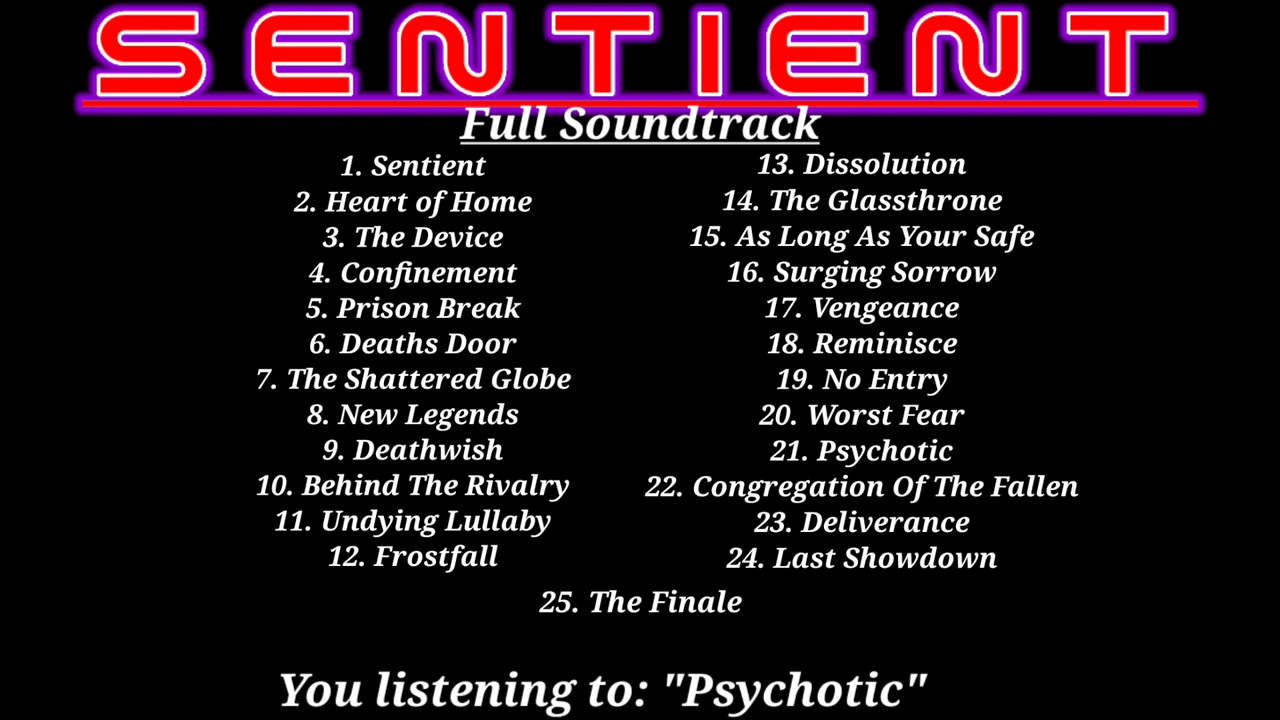 SENTIENT
Full Soundtrack
1. Sentient
2. Heart of Home
3. The Device
4. Confinement
5. Prison Break
6. Deaths Door
7. The Shattered Globe
8. New Legends
9. Deathwish
10. Behind The Rivalry
11. Undying Lullaby
12. Frostfall
13. Dissolution
14. The Glassthrone
15. As Long As Your Safe
16. Surging Sorrow
17. Vengeance
18. Reminisce
19. No Entry
20. Worst Fear
21. Psychotic
22. Congregation Of The Fallen
23. Deliverance
24. Last Showdown
25. The Finale
You listening to: "Psychotic"